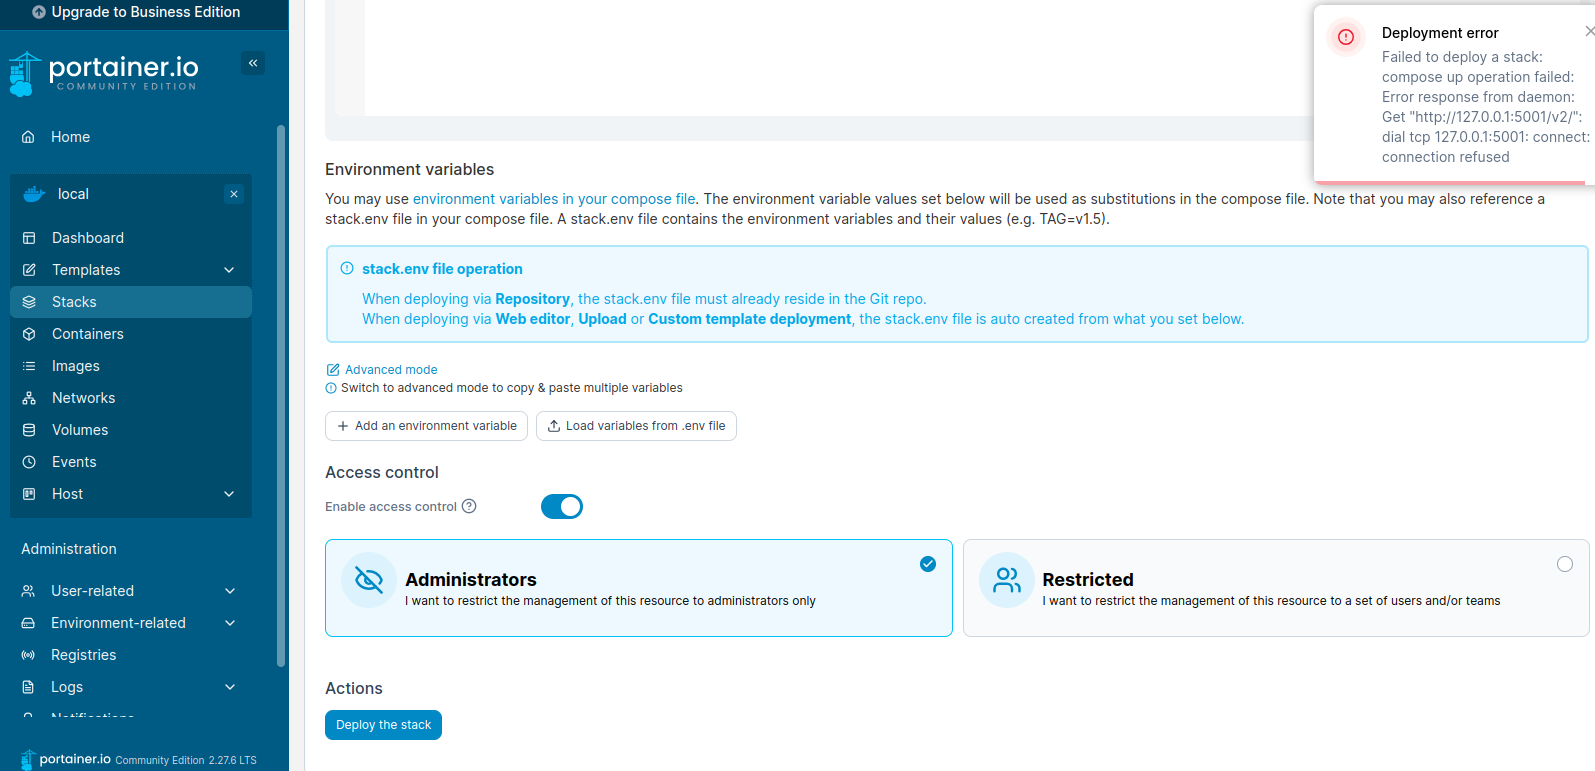 Upgrade to Business Edition
portainer.io
COMMUNITY EDITION
Home
local
Dashboard
Templates
Stacks
Containers
Images
Networks
Volumes
Events
Host
Administration
User-related
Environment-related
Registries
Logs
Notifications
portainer.io Community Edition 2.27.6 LTS
Deployment error
Failed to deploy a stack:
compose up operation failed:
Error response from daemon:
Get "http://127.0.0.1:5001/v2/":
dial tcp 127.0.0.1:5001: connect:
connection refused
Environment variables
You may use environment variables in your compose file. The environment variable values set below will be used as substitutions in the compose file. Note that you may also reference a
stack.env file in your compose file. A stack.env file contains the environment variables and their values (e.g. TAG=v1.5).
stack.env file operation
When deploying via Repository, the stack.env file must already reside in the Git repo.
When deploying via Web editor, Upload or Custom template deployment, the stack.env file is auto created from what you set below.
Advanced mode
Switch to advanced mode to copy & paste multiple variables
Add an environment variable
Load variables from .env file
Access control
Enable access control
Administrators
I want to restrict the management of this resource to administrators only
Restricted
I want to restrict the management of this resource to a set of users and/or teams
Actions
Deploy the stack